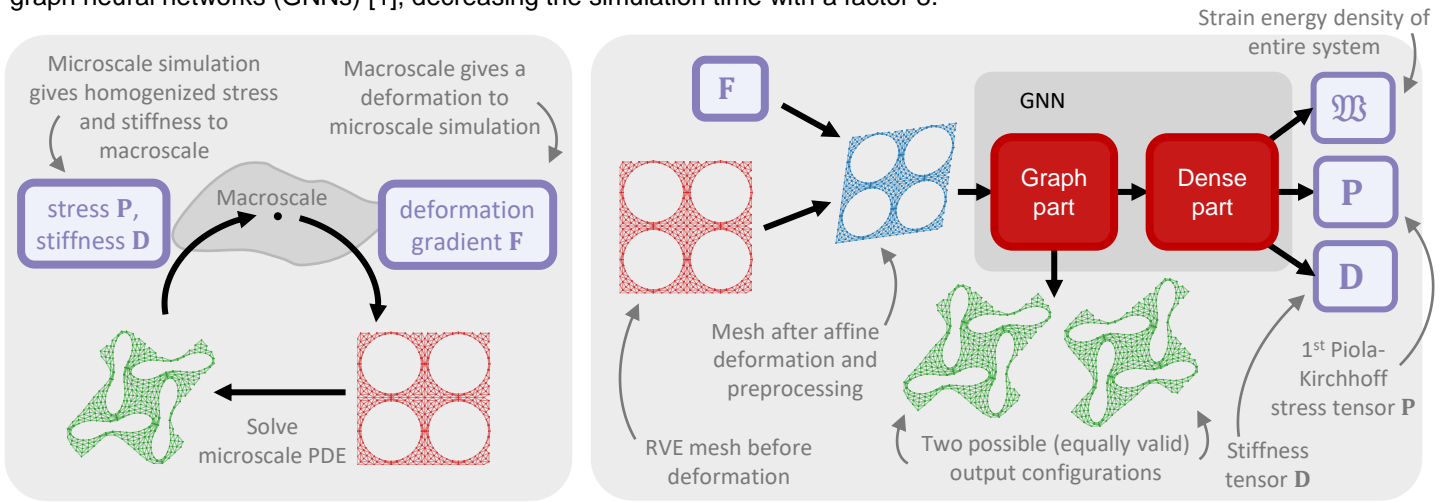 graph neural networks (GNNs) [1], decreasing the simulation time with a factor 8.
Microscale simulation
gives homogenized stress
and stiffness to
macroscale
Macroscale gives a
deformation to
microscale simulation
stress P,
stiffness D
Macroscale
deformation
gradient F
Solve
microscale PDE
Strain energy density of
entire system
F
GNN
𝔚
Graph
part
Dense
part
P
D
Mesh after affine
deformation and
preprocessing
RVE mesh before
deformation
Two possible (equally valid)
output configurations
1st Piola-
Kirchhoff
stress tensor P
Stiffness
tensor D